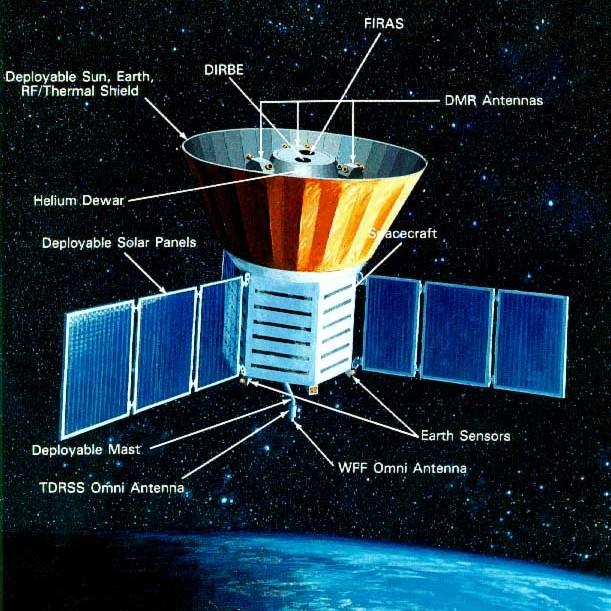 FIRAS
DIRBE
Deployable Sun, Earth,
RF/Thermal Shield
DMR Antennas
Helium Dewar
Spacecraft
Deployable Solar Panels
Earth Sensors
Deployable Mast
WFF Omni Antenna
TDRSS Omni Antenna